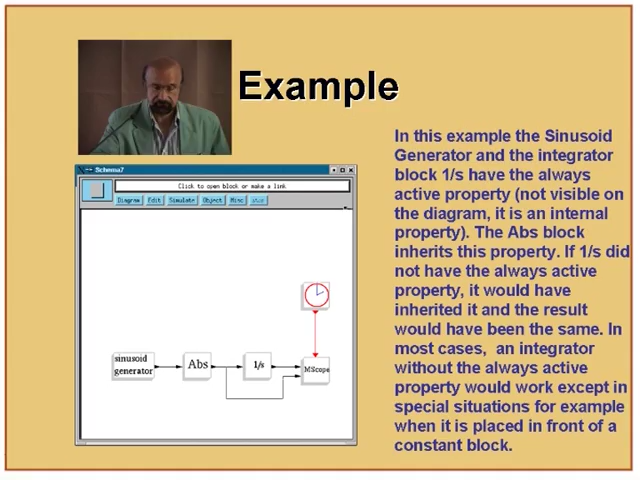 Example
In this example the Sinusoid
Generator and the integrator
block 1/s have the always
active property (not visible on
the diagram, it is an internal
property). The Abs block
inherits this property. If 1/s did
not have the always active
property, it would have
inherited it and the result
would have been the same. In
most cases, an integrator
without the always active
property would work except in
special situations for example
when it is placed in front of a
constant block.
Schema7
Click to open block or make a link
Diagram Edit Simulate Object Misc stop
sinusoid
generator
Abs
1/s
MScope